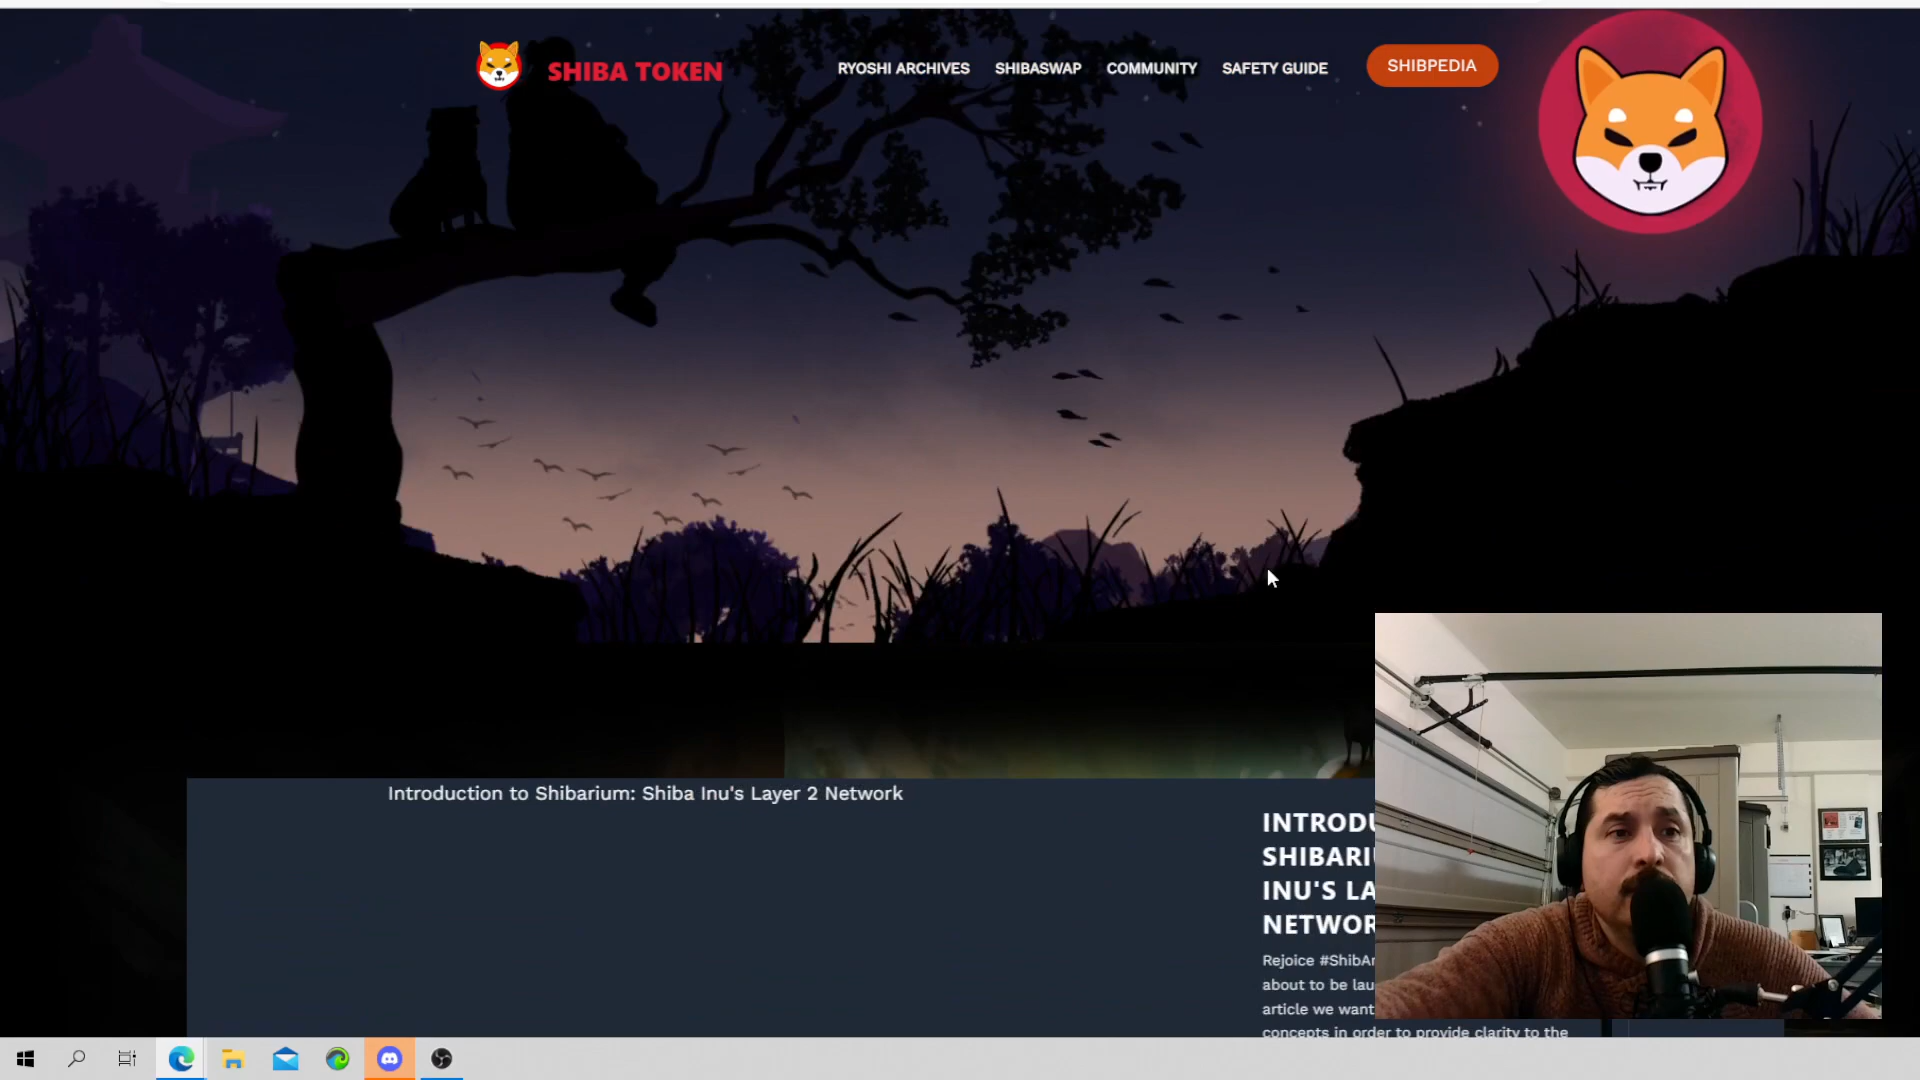 SHIBA TOKEN
RYOSHI ARCHIVES
SHIBASWAP
COMMUNITY
SAFETY GUIDE
SHIBPEDIA
Introduction to Shibarium: Shiba Inu's Layer 2 Network
INTRODU
SHIBARI
INU'S LA
NETWOR
Rejoice #ShibAr
about to be lau
article we want
concepts in order to provide clarity to the